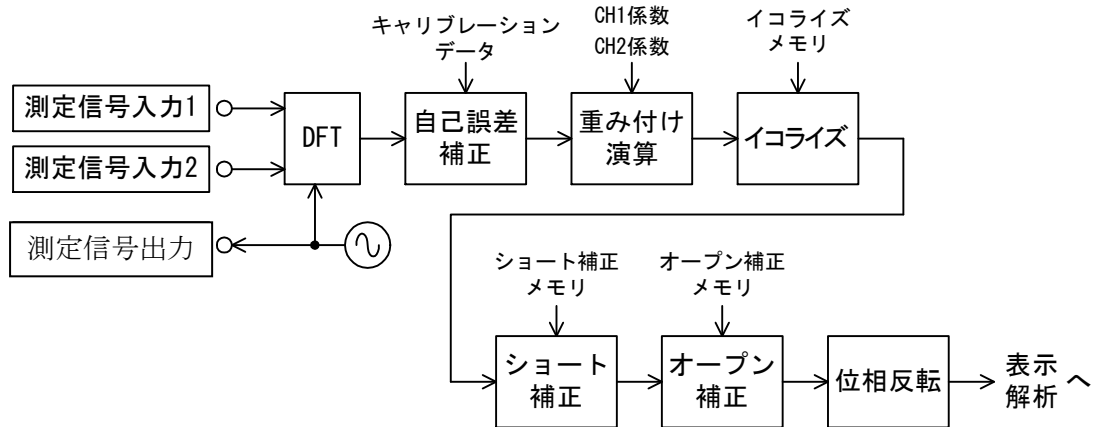 キャリブレーション
データ
CH1係数
CH2係数
イコライズ
メモリ
測定信号入力1
測定信号入力2
測定信号出力
DFT
自己誤差
補正
重み付け
演算
イコライズ
ショート補正
メモリ
オープン補正
メモリ
ショート
補正
オープン
補正
位相反転
表示
解析
へ